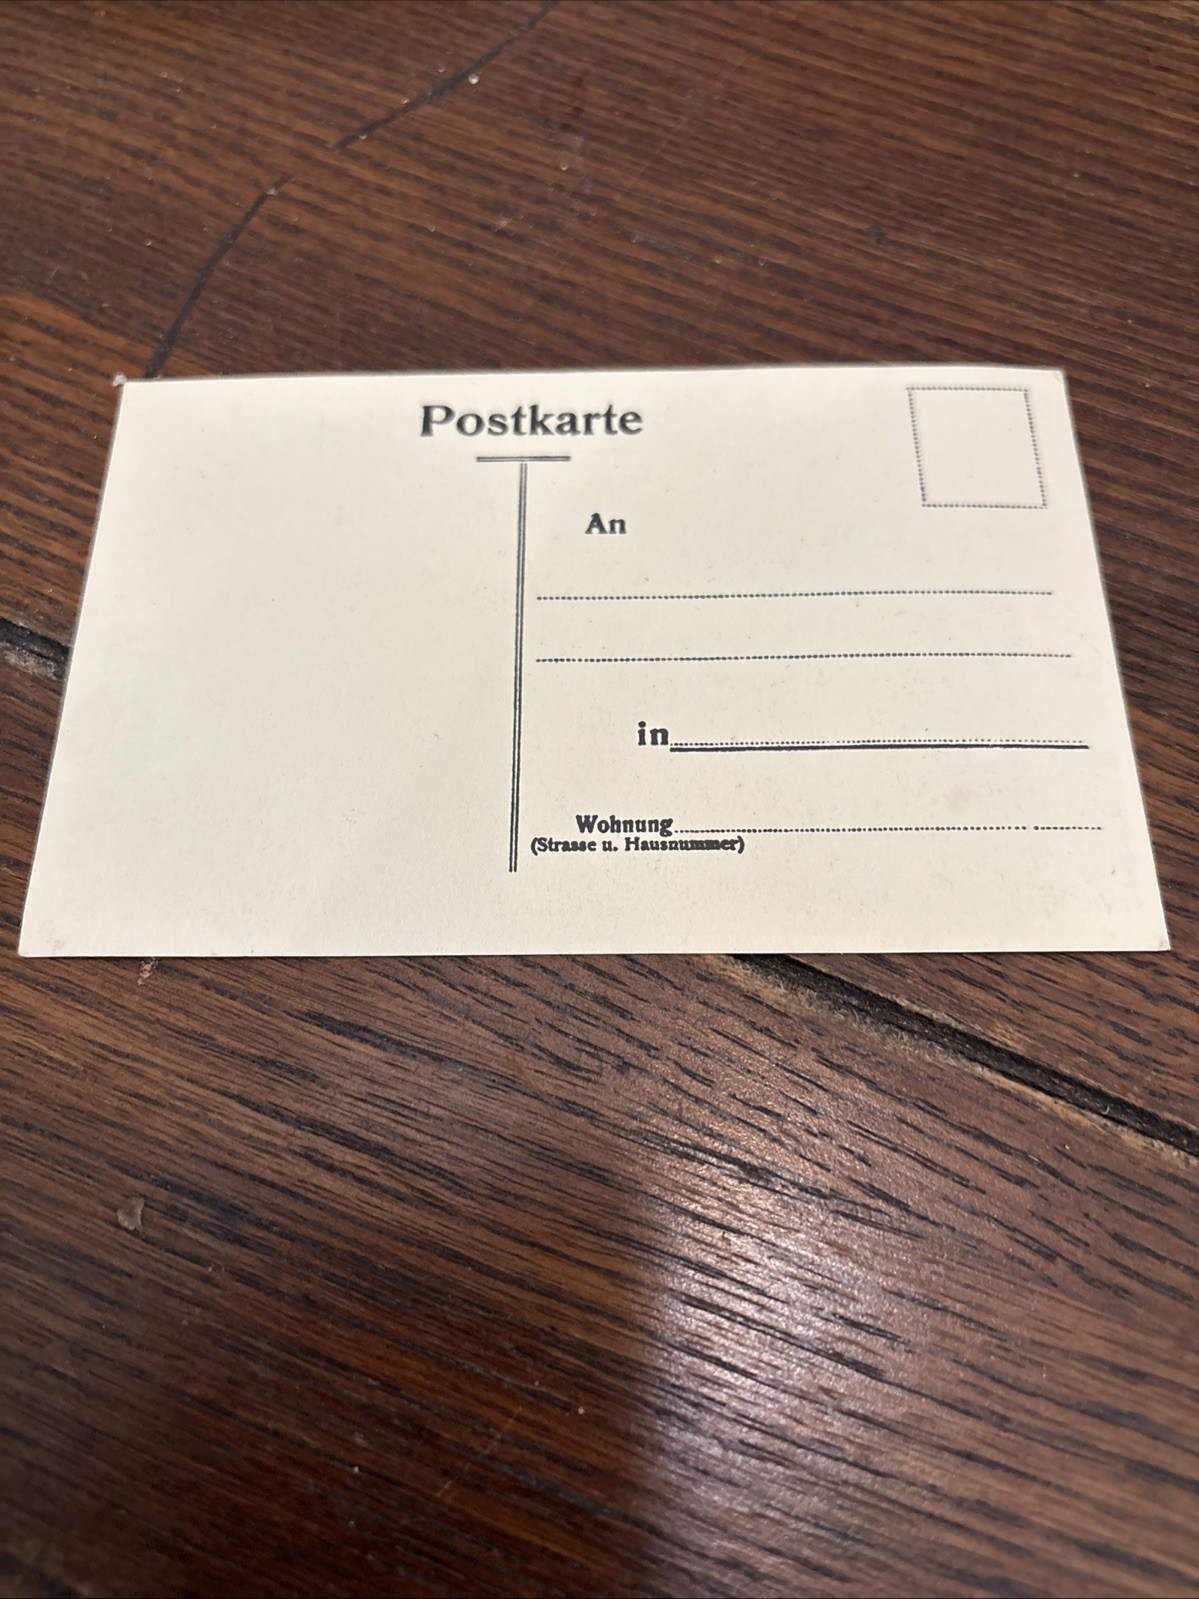 Postkarte
An
in
Wohnung
(Strasse u. Hausnummer)